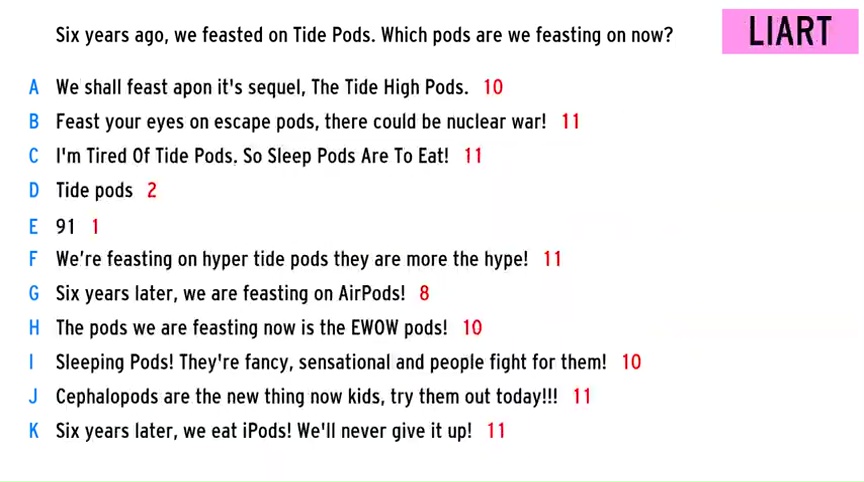 Six years ago, we feasted on Tide Pods. Which pods are we feasting on now?
LIART
A We shall feast apon it's sequel, The Tide High Pods. 10
B Feast your eyes on escape pods, there could be nuclear war! 11
C I'm Tired Of Tide Pods. So Sleep Pods Are To Eat! 11
D Tide pods 2
E 91 1
F We're feasting on hyper tide pods they are more the hype! 11
G Six years later, we are feasting on AirPods! 8
H The pods we are feasting now is the EWOW pods! 10
I Sleeping Pods! They're fancy, sensational and people fight for them! 10
J Cephalopods are the new thing now kids, try them out today!!! 11
K Six years later, we eat iPods! We'll never give it up! 11